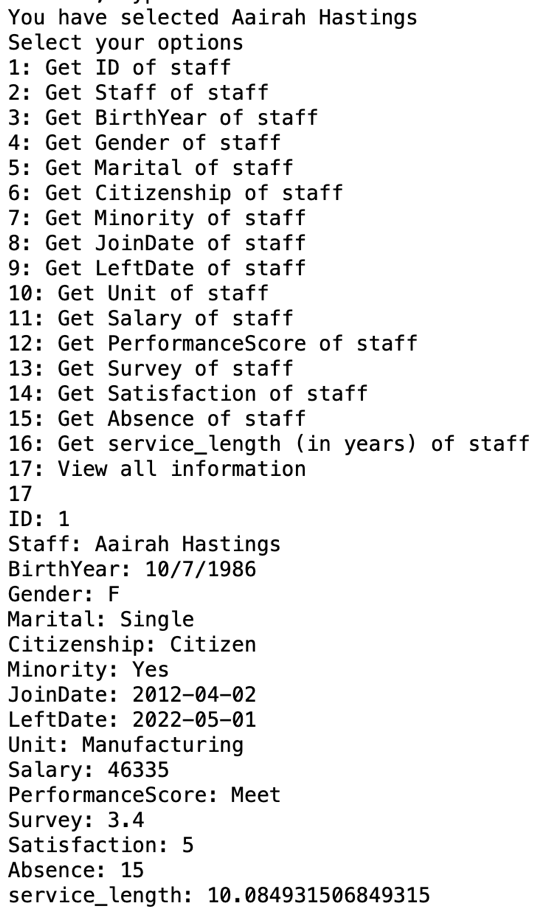 You have selected Aairah Hastings
Select your options
1: Get ID of staff
2: Get Staff of staff
3: Get BirthYear of staff
4: Get Gender of staff
5: Get Marital of staff
6: Get Citizenship of staff
7: Get Minority of staff
8: Get JoinDate of staff
9: Get LeftDate of staff
10: Get Unit of staff
11: Get Salary of staff
12: Get PerformanceScore of staff
13: Get Survey of staff
14: Get Satisfaction of staff
15: Get Absence of staff
16: Get service_length (in years) of staff
17: View all information
17
ID: 1
Staff: Aairah Hastings
BirthYear: 10/7/1986
Gender: F
Marital: Single
Citizenship: Citizen
Minority: Yes
JoinDate: 2012-04-02
LeftDate: 2022-05-01
Unit: Manufacturing
Salary: 46335
PerformanceScore: Meet
Survey: 3.4
Satisfaction: 5
Absence: 15
service_length: 10.084931506849315